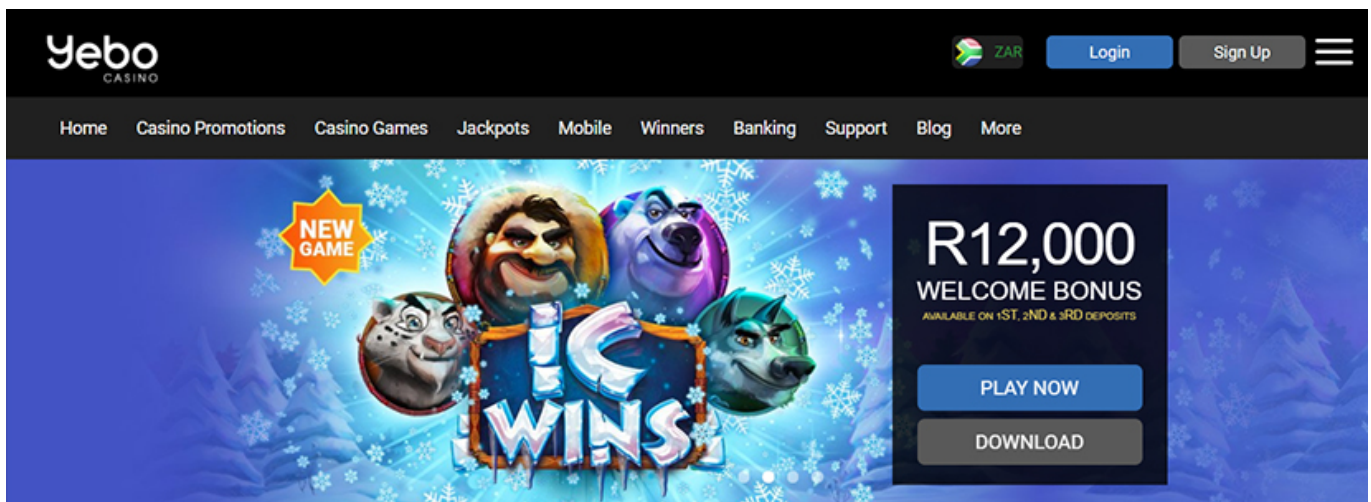 Yebo
CASINO
ZAR
Login
Sign Up
Home Casino Promotions Casino Games Jackpots Mobile Winners Banking Support Blog More
NEW
GAME
IC
WINS
R12,000
WELCOME BONUS
AVAILABLE ON 1ST, 2ND & 3RD DEPOSITS
PLAY NOW
DOWNLOAD